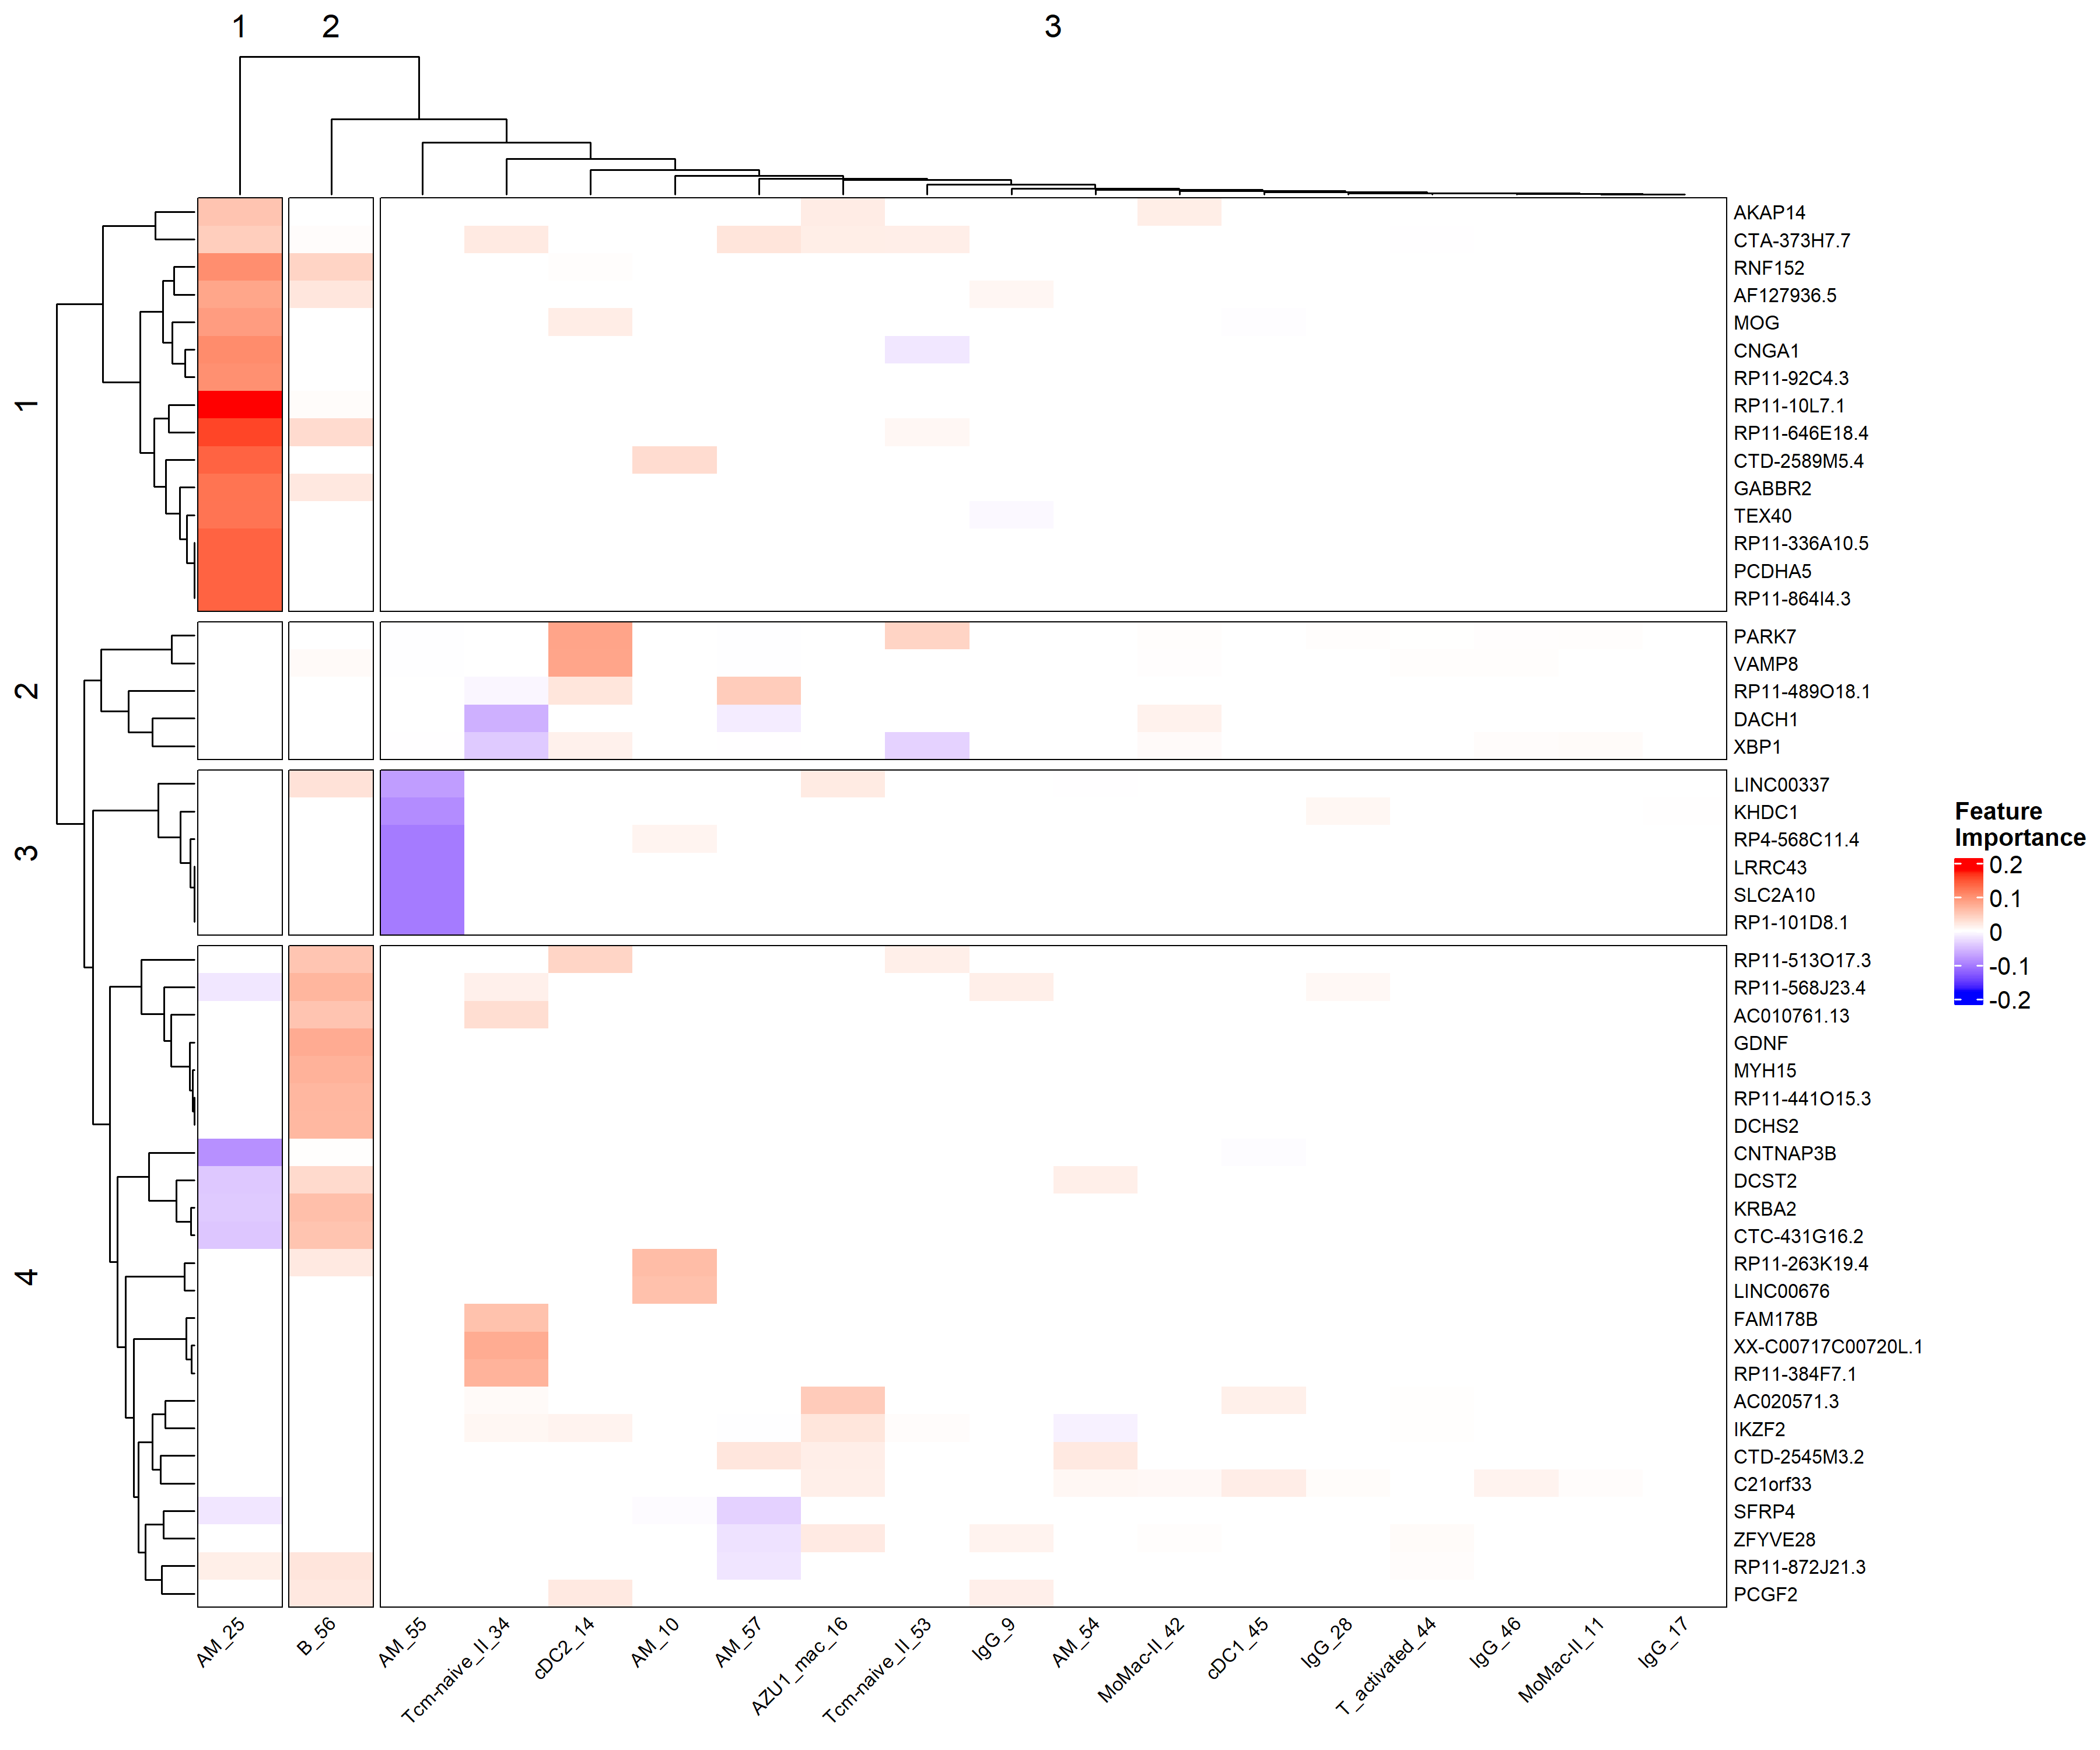 1 2 3
1
2
3
4
AKAP14
CTA-373H7.7
RNF152
AF127936.5
MOG
CNGA1
RP11-92C4.3
RP11-10L7.1
RP11-646E18.4
CTD-2589M5.4
GABBR2
TEX40
RP11-336A10.5
PCDHA5
RP11-864I4.3
PARK7
VAMP8
RP11-489O18.1
DACH1
XBP1
LINC00337
KHDC1
RP4-568C11.4
LRRC43
SLC2A10
RP1-101D8.1
RP11-513O17.3
RP11-568J23.4
AC010761.13
GDNF
MYH15
RP11-441O15.3
DCHS2
CNTNAP3B
DCST2
KRBA2
CTC-431G16.2
RP11-263K19.4
LINC00676
FAM178B
XX-C00717C00720L.1
RP11-384F7.1
AC020571.3
IKZF2
CTD-2545M3.2
C21orf33
SFRP4
ZFYVE28
RP11-872J21.3
PCGF2
AM_25
B_56
AM_55
Tcm-naive_II_34
cDC2_14
AM_10
AM_57
AZU1_mac_16
Tcm-naive_II_53
IgG_9
AM_54
MoMac-II_42
cDC1_45
IgG_28
T_activated_44
IgG_46
MoMac-II_11
IgG_17
Feature
Importance
0.2
0.1
0
-0.1
-0.2